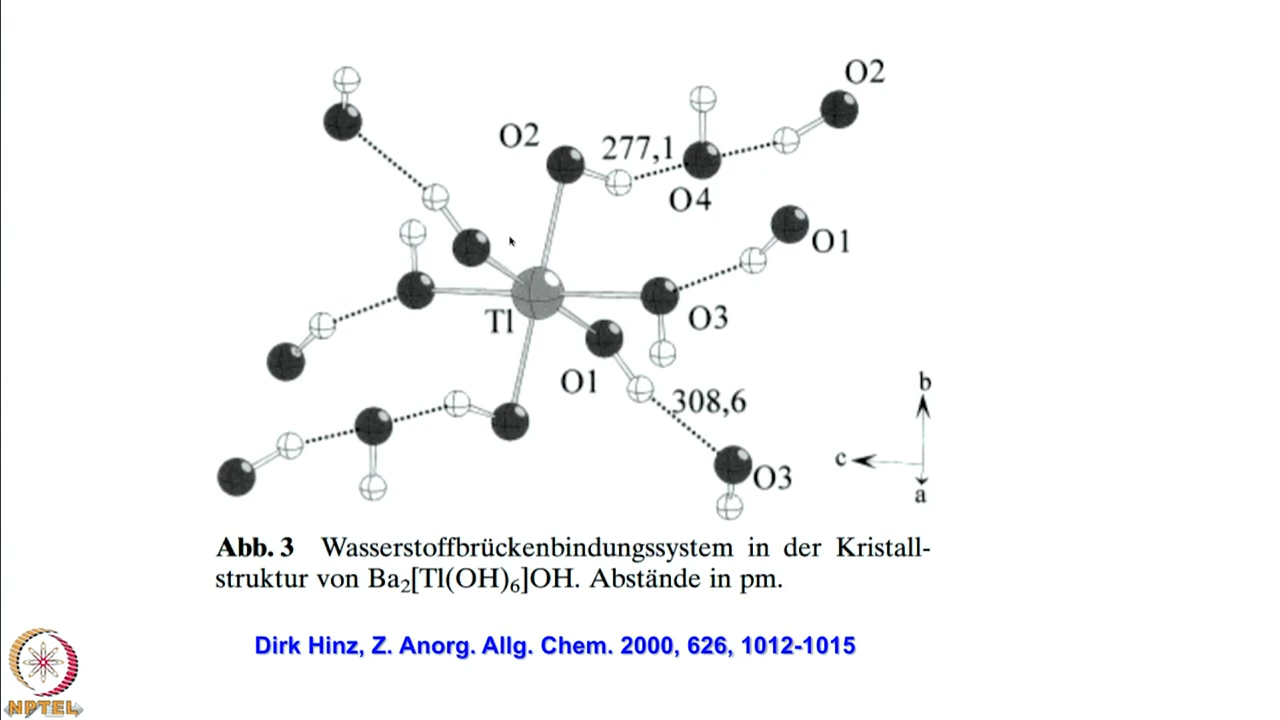 O2
O2
277,1
O4
O1
Tl
O3
O1
308,6
O3
b
c
a
Abb. 3 Wasserstoffbrückenbindungssystem in der Kristall-
struktur von Ba₂[Tl(OH)₆]OH. Abstände in pm.
Dirk Hinz, Z. Anorg. Allg. Chem. 2000, 626, 1012-1015
NPTEL